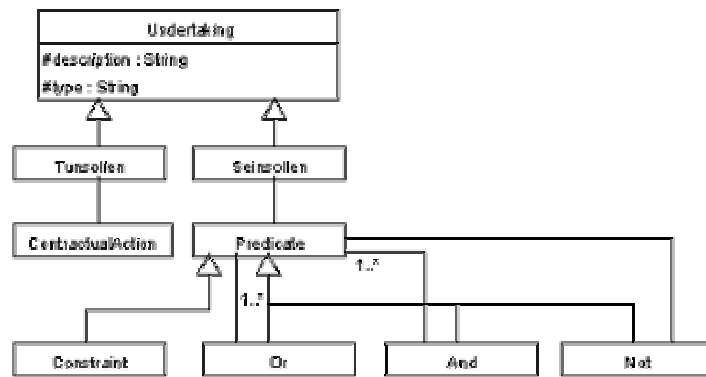 Undertaking
#description : String
#type : String
Tunsollen
Seinsollen
ContractualAction
Predicate
1..*
1..*
Constraint
Or
And
Not